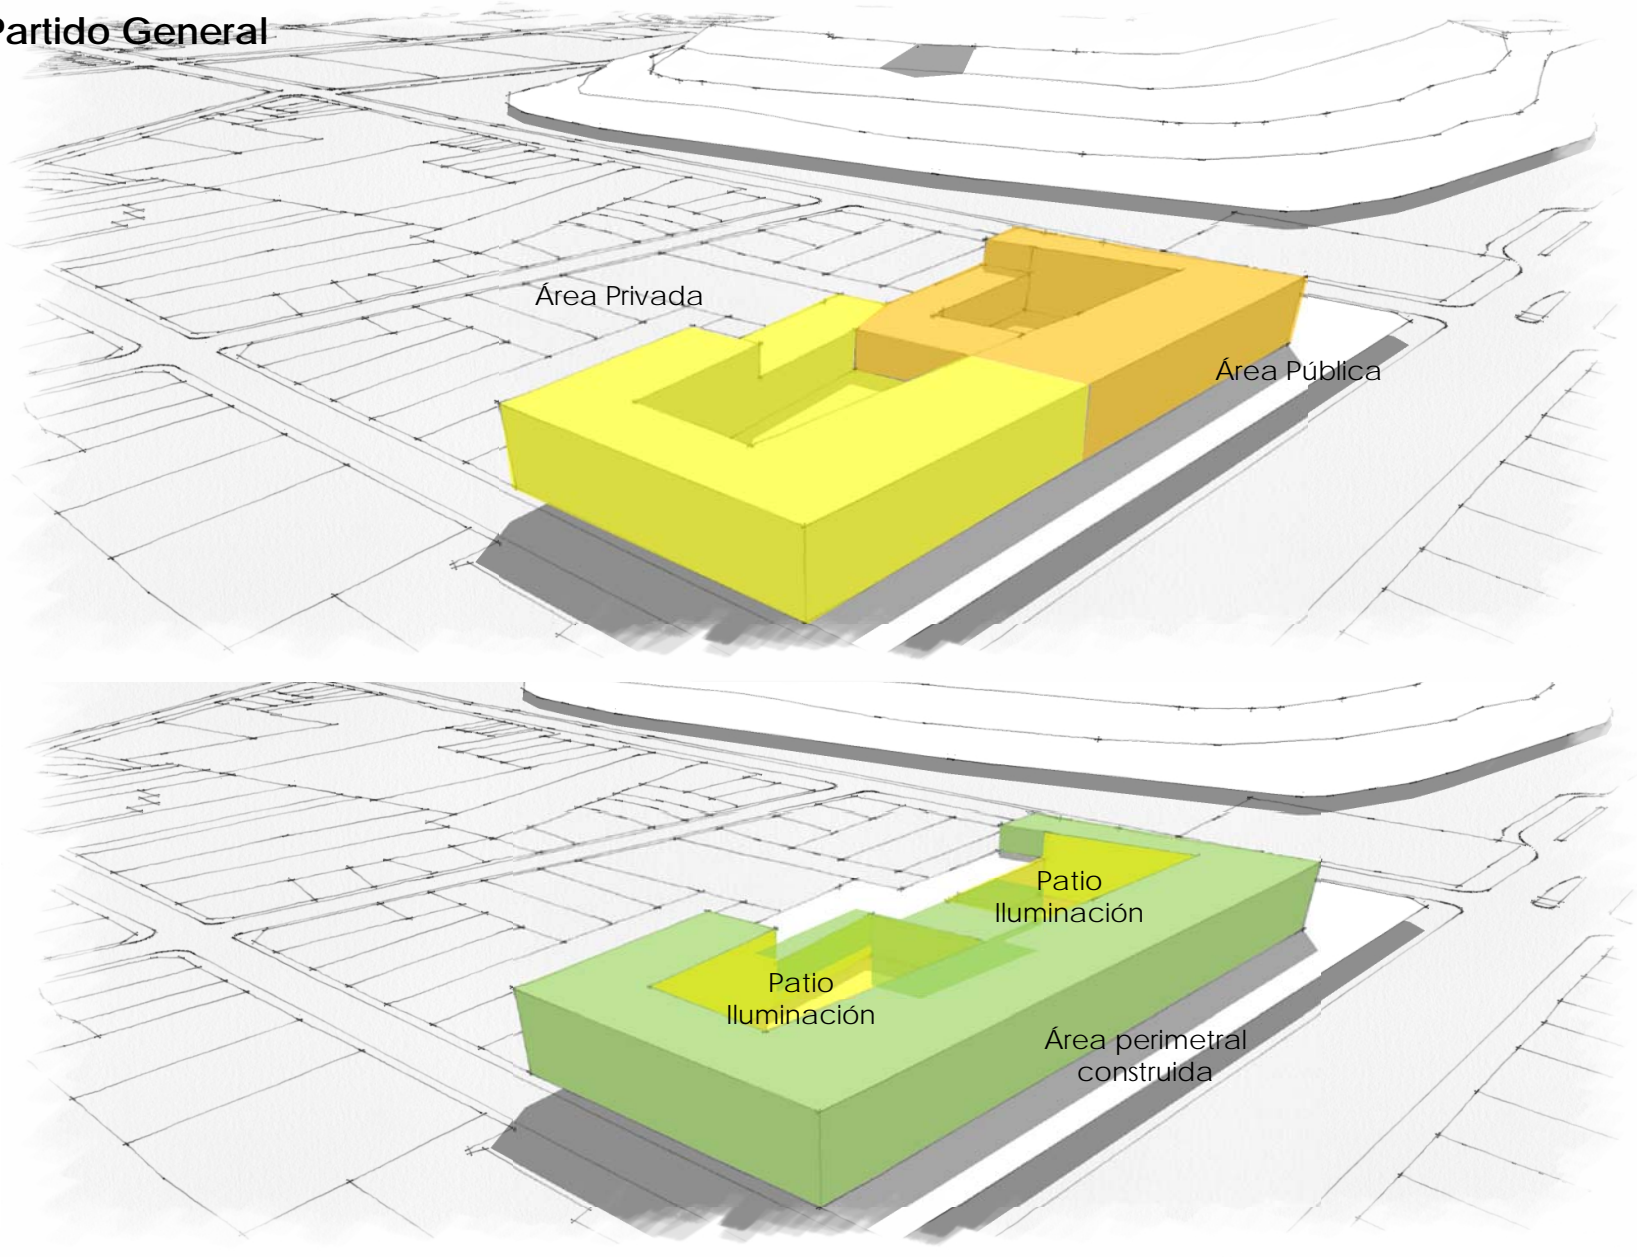 Partido General
Área Privada
Área Pública
Patio
Iluminación
Patio
Iluminación
Área perimetral
construida